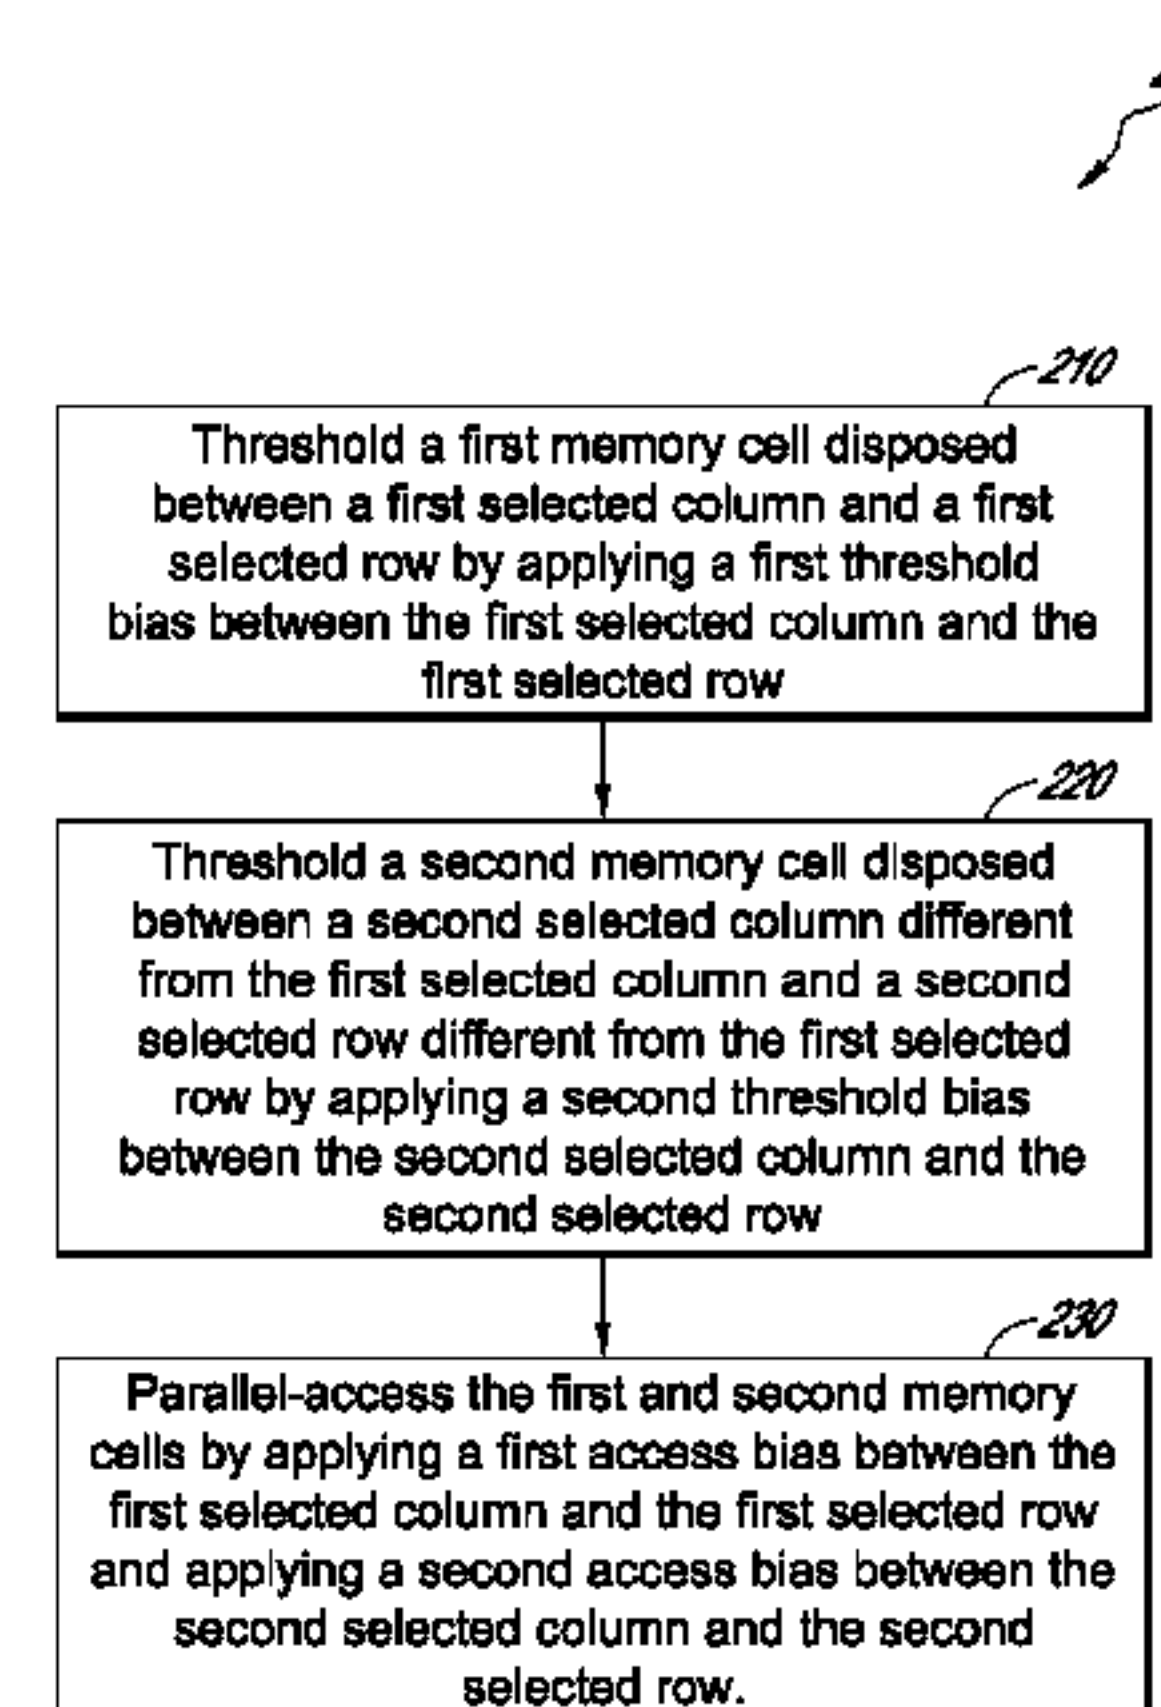 210
Threshold a first memory cell disposed
between a first selected column and a first
selected row by applying a first threshold
bias between the first selected column and the
first selected row
220
Threshold a second memory cell disposed
between a second selected column different
from the first selected column and a second
selected row different from the first selected
row by applying a second threshold bias
between the second selected column and the
second selected row
230
Parallel-access the first and second memory
cells by applying a first access bias between the
first selected column and the first selected row
and applying a second access bias between the
second selected column and the second
selected row.